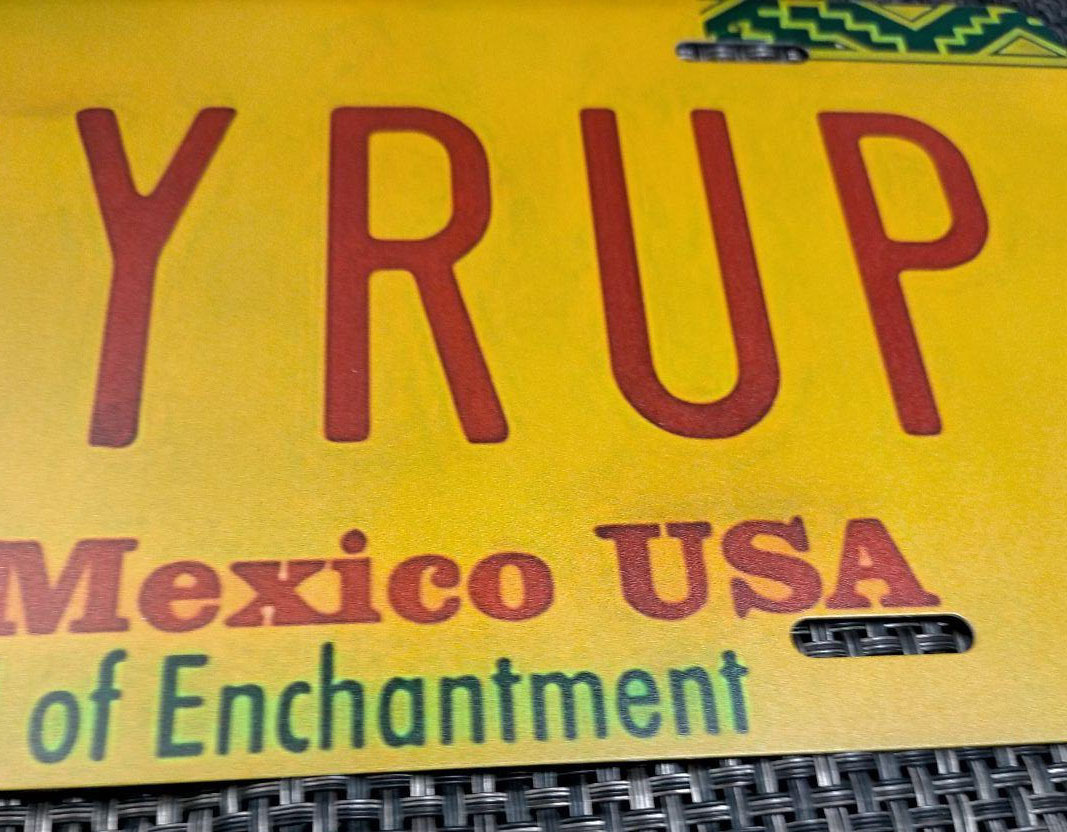 YRUP
Mexico USA
of Enchantment